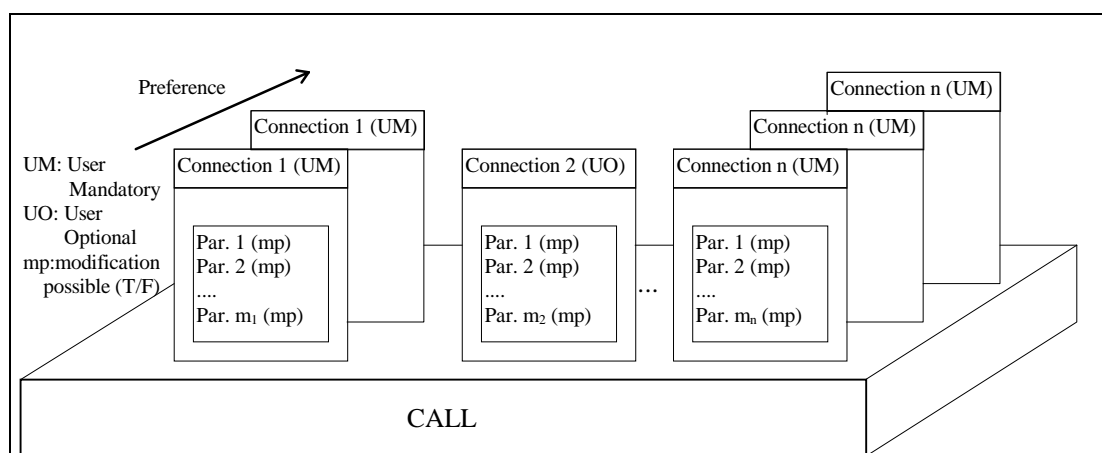 Preference
Connection n (UM)
Connection 1 (UM)
Connection n (UM)
UM: User
Mandatory
UO: User
Optional
mp:modification
possible (T/F)
Connection 1 (UM)
Par. 1 (mp)
Par. 2 (mp)
....
Par. m₁ (mp)
Connection 2 (UO)
Par. 1 (mp)
Par. 2 (mp)
....
Par. m₂ (mp)
...
Connection n (UM)
Par. 1 (mp)
Par. 2 (mp)
....
Par. mₙ (mp)
CALL